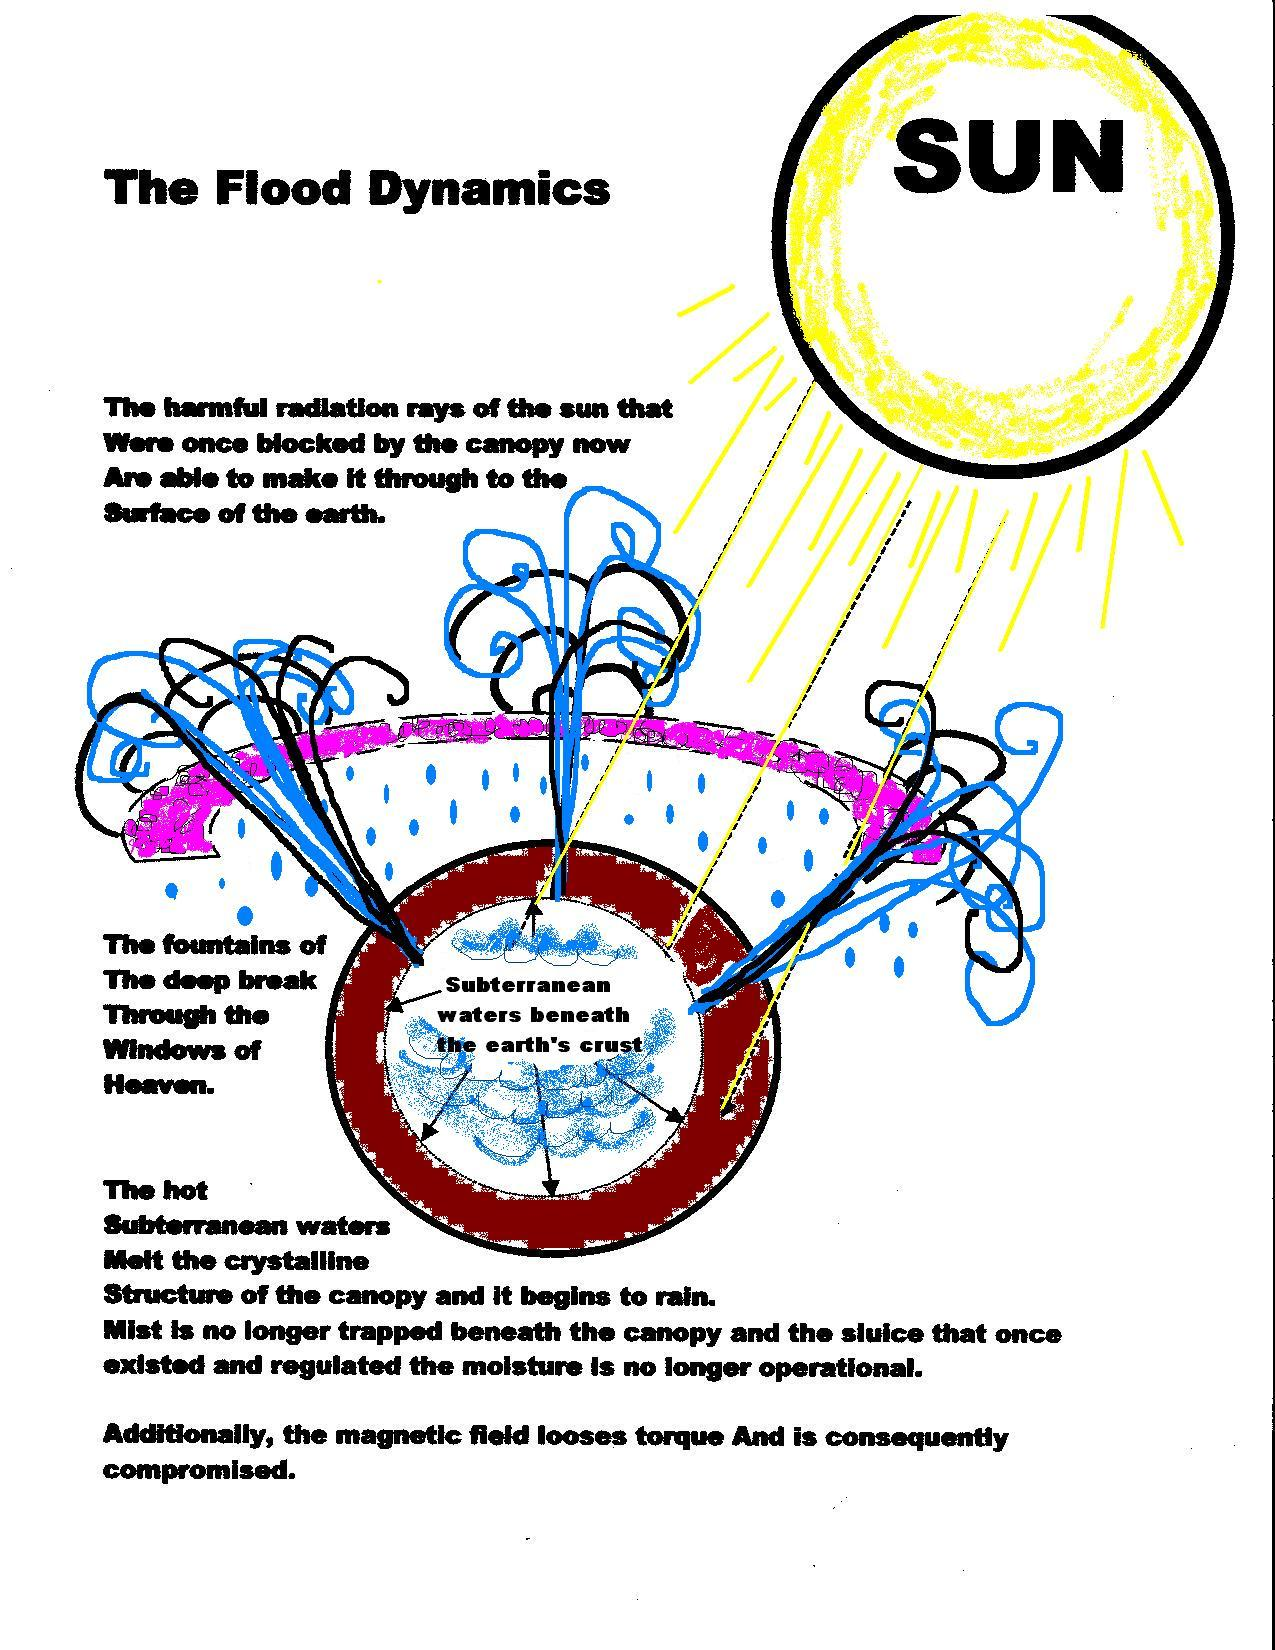 SUN
The Flood Dynamics
The harmful radiation rays of the sun that
Were once blocked by the canopy now
Are able to make it through to the
Surface of the earth.
The fountains of
The deep break
Through the
Windows of
Heaven.
Subterranean
waters beneath
the earth's crust
The hot
Subterranean waters
Melt the crystalline
Structure of the canopy and it begins to rain.
Mist is no longer trapped beneath the canopy and the sluice that once
existed and regulated the moisture is no longer operational.
Additionally, the magnetic field looses torque And is consequently
compromised.